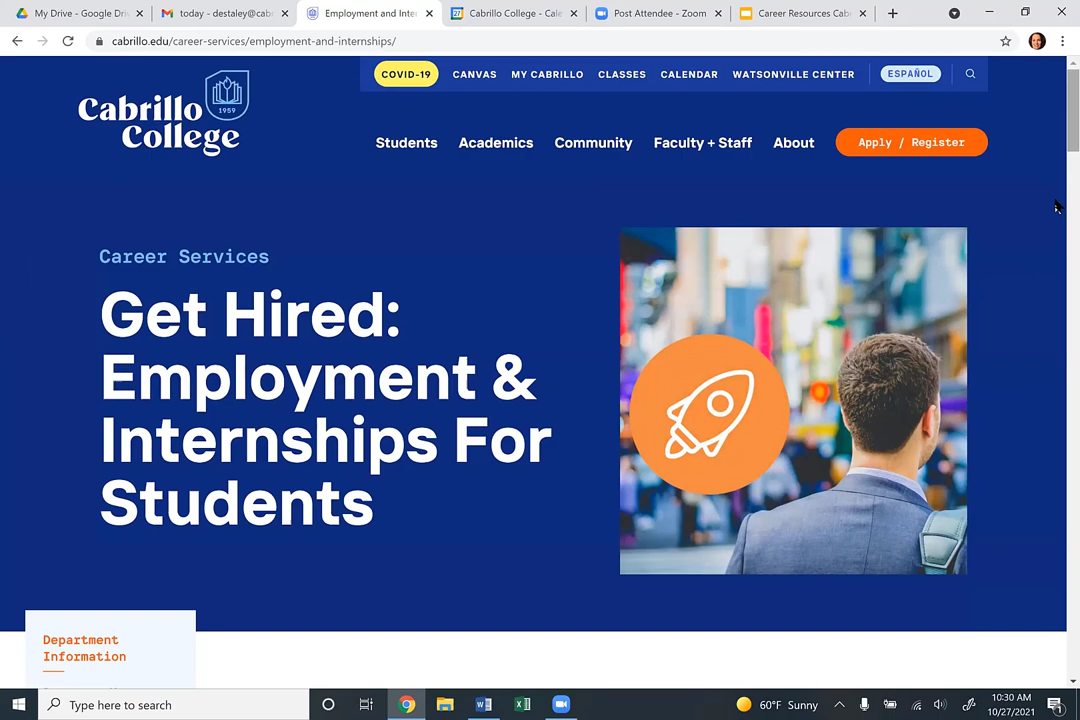 My Drive - Google Dri
today - destaley@cabr
Employment and Inter
Cabrillo College - Cale
Post Attendee - Zoom
Career Resources Cab
cabrillo.edu/career-services/employment-and-internships/
COVID-19 CANVAS MY CABRILLO CLASSES CALENDAR WATSONVILLE CENTER ESPAÑOL
Cabrillo
College
1959
Students Academics Community Faculty + Staff About Apply / Register
Career Services
Get Hired:
Employment &
Internships For
Students
Department
Information
Type here to search
60°F Sunny
10:30 AM
10/27/2021
1